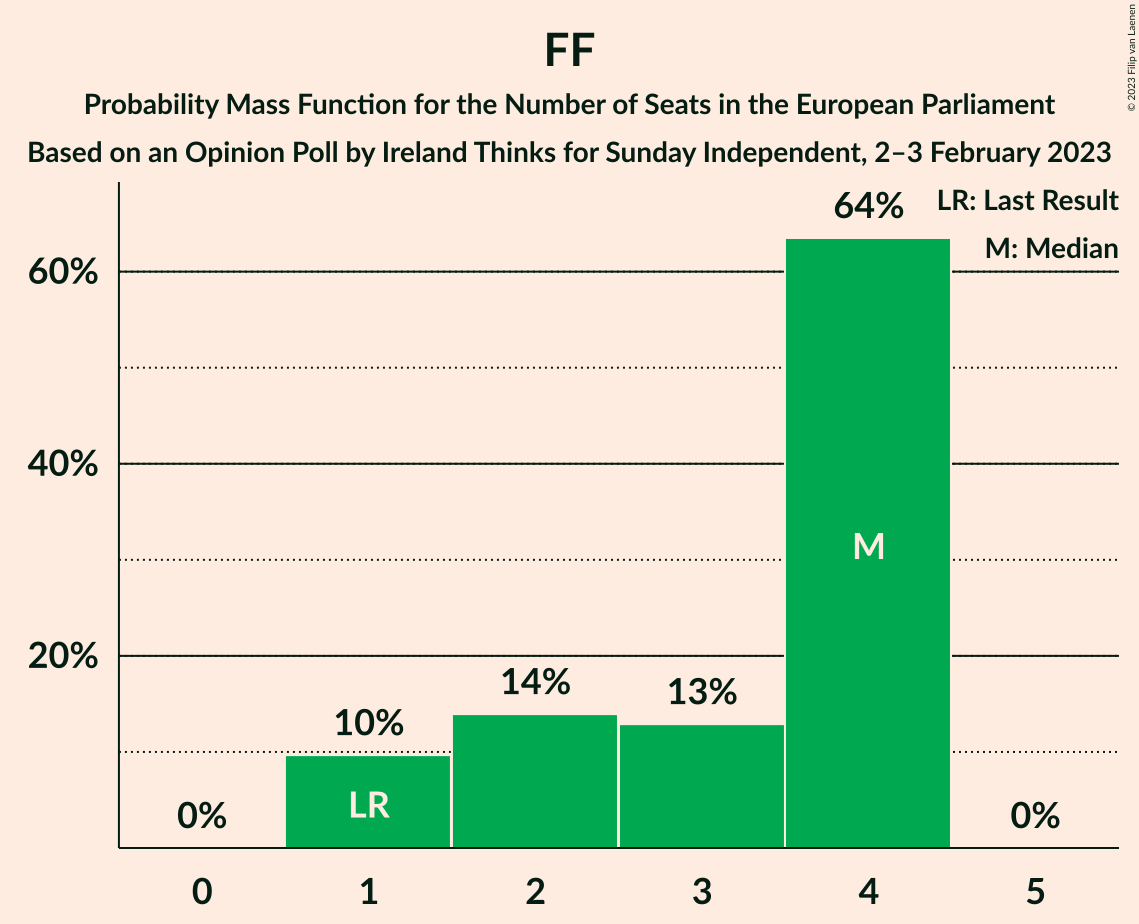 FF
Probability Mass Function for the Number of Seats in the European Parliament
Based on an Opinion Poll by Ireland Thinks for Sunday Independent, 2–3 February 2023
© 2023 Filip van Laenen
LR: Last Result
M: Median
60%
40%
20%
0%
10%
14%
13%
64%
0%
LR
M
0
1
2
3
4
5